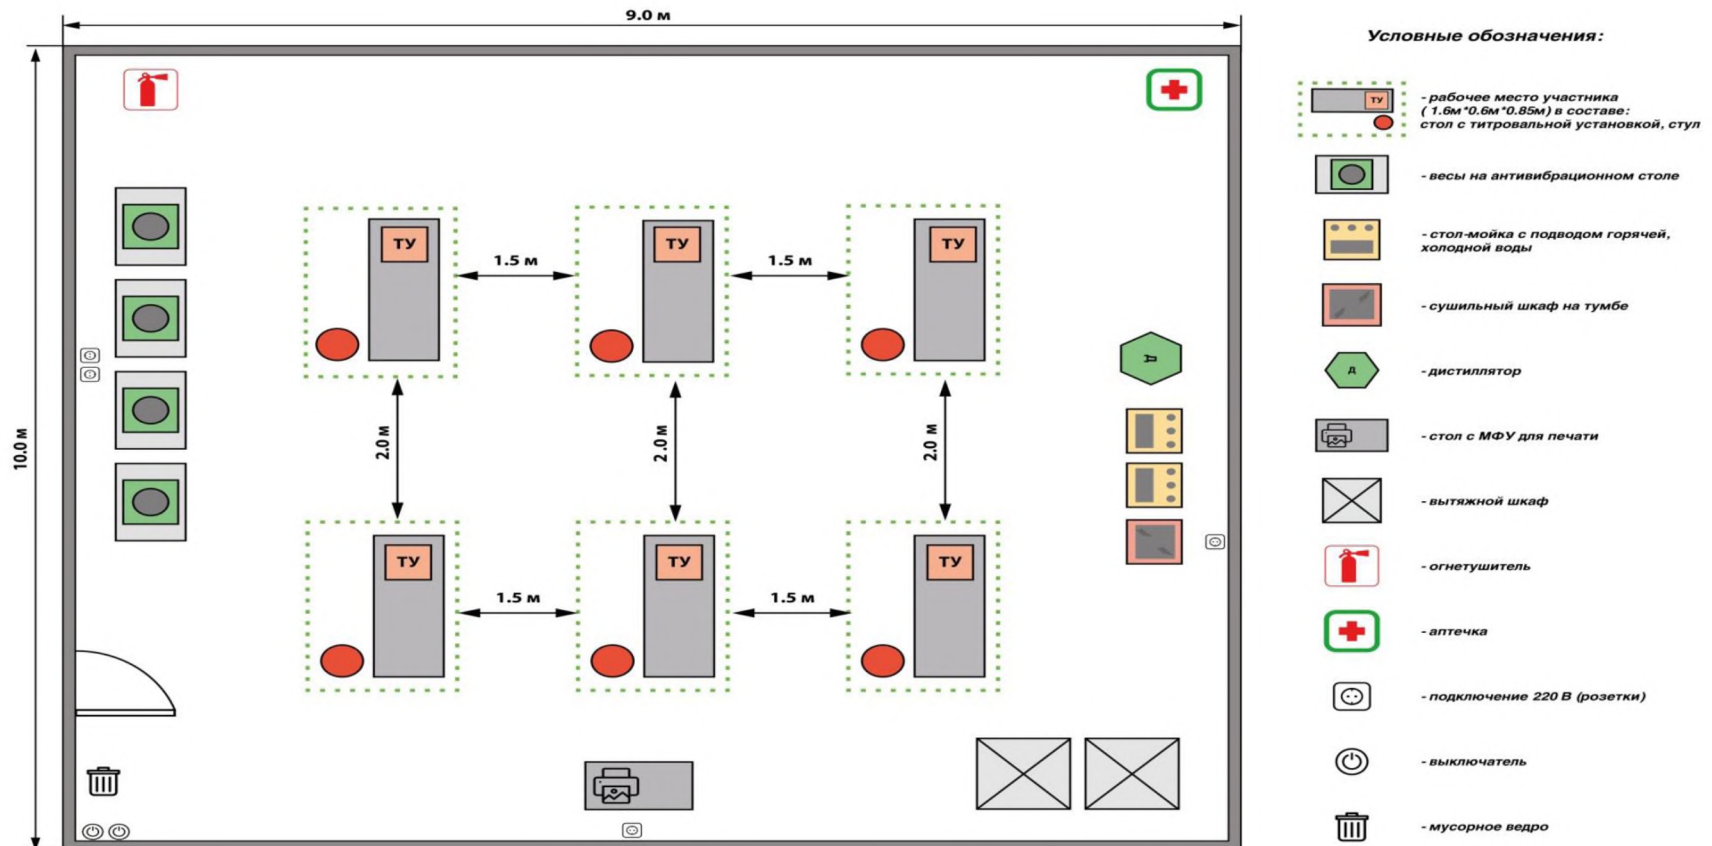 9.0 м
Условные обозначения:
ТУ
- рабочее место участника
( 1.6м*0.6м*0.85м) в составе:
стол с титровальной установкой, стул
- весы на антивибрационном столе
- стол-мойка с подводом горячей,
холодной воды
- сушильный шкаф на тумбе
Д
- дистиллятор
- стол с МФУ для печати
- вытяжной шкаф
- огнетушитель
- аптечка
- подключение 220 В (розетки)
- выключатель
- мусорное ведро
10.0 м
ТУ
1.5 м
ТУ
1.5 м
ТУ
Д
2.0 м
2.0 м
2.0 м
ТУ
1.5 м
ТУ
1.5 м
ТУ